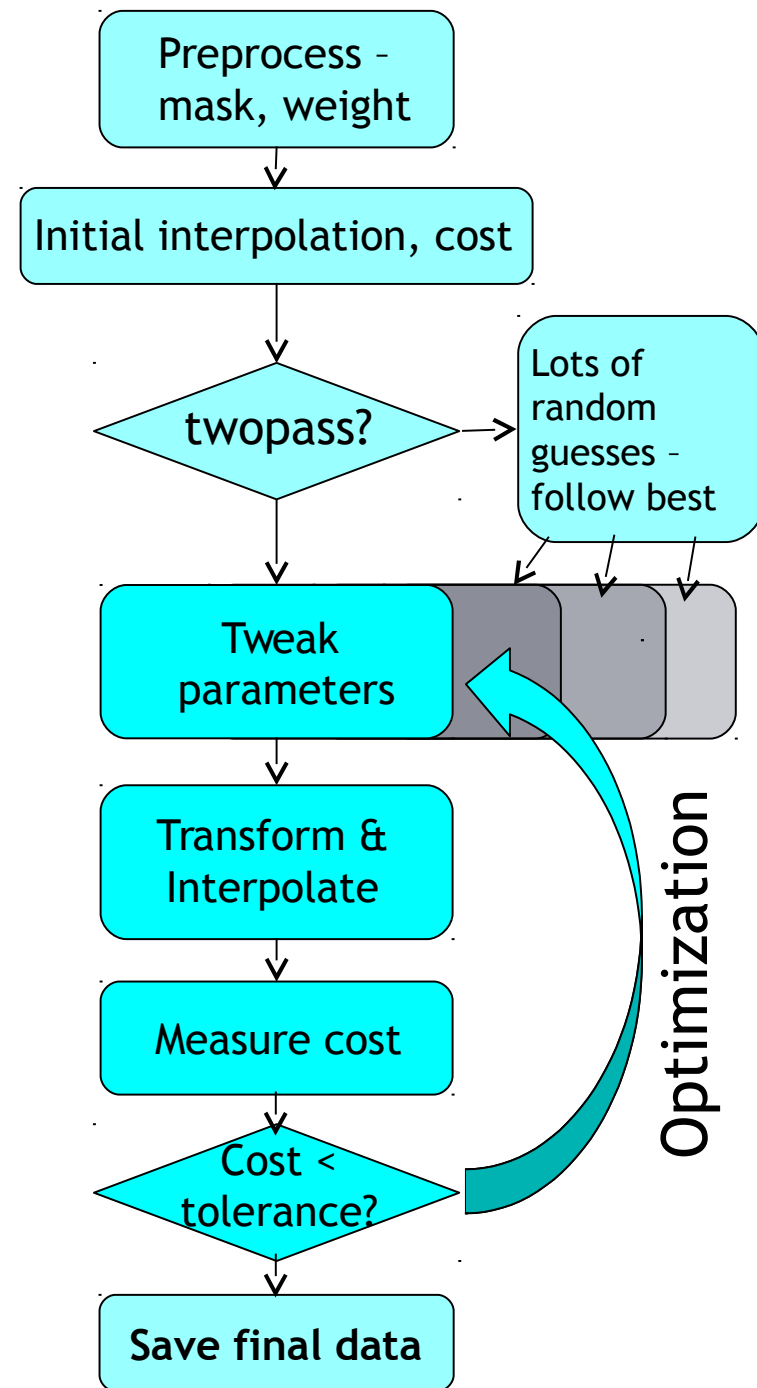 Preprocess –
mask, weight
Initial interpolation, cost
twopass?
Lots of
random
guesses –
follow best
Tweak
parameters
Transform &
Interpolate
Measure cost
Optimization
Cost <
tolerance?
Save final data